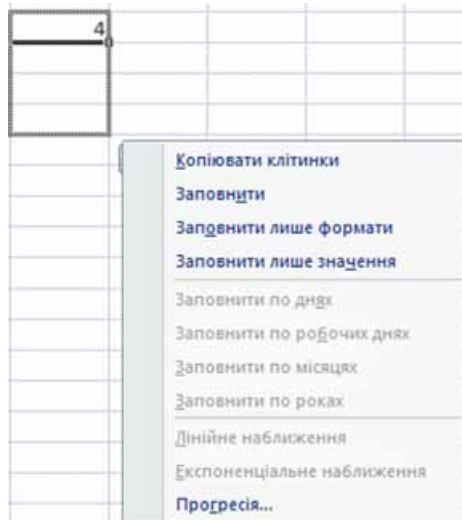 4
Копіювати клітинки
Заповнити
Заповнити лише формати
Заповнити лише значення
Заповнити по днях
Заповнити по робочих днях
Заповнити по місяцях
Заповнити по роках
Лінійне наближення
Експоненціальне наближення
Прогресія...